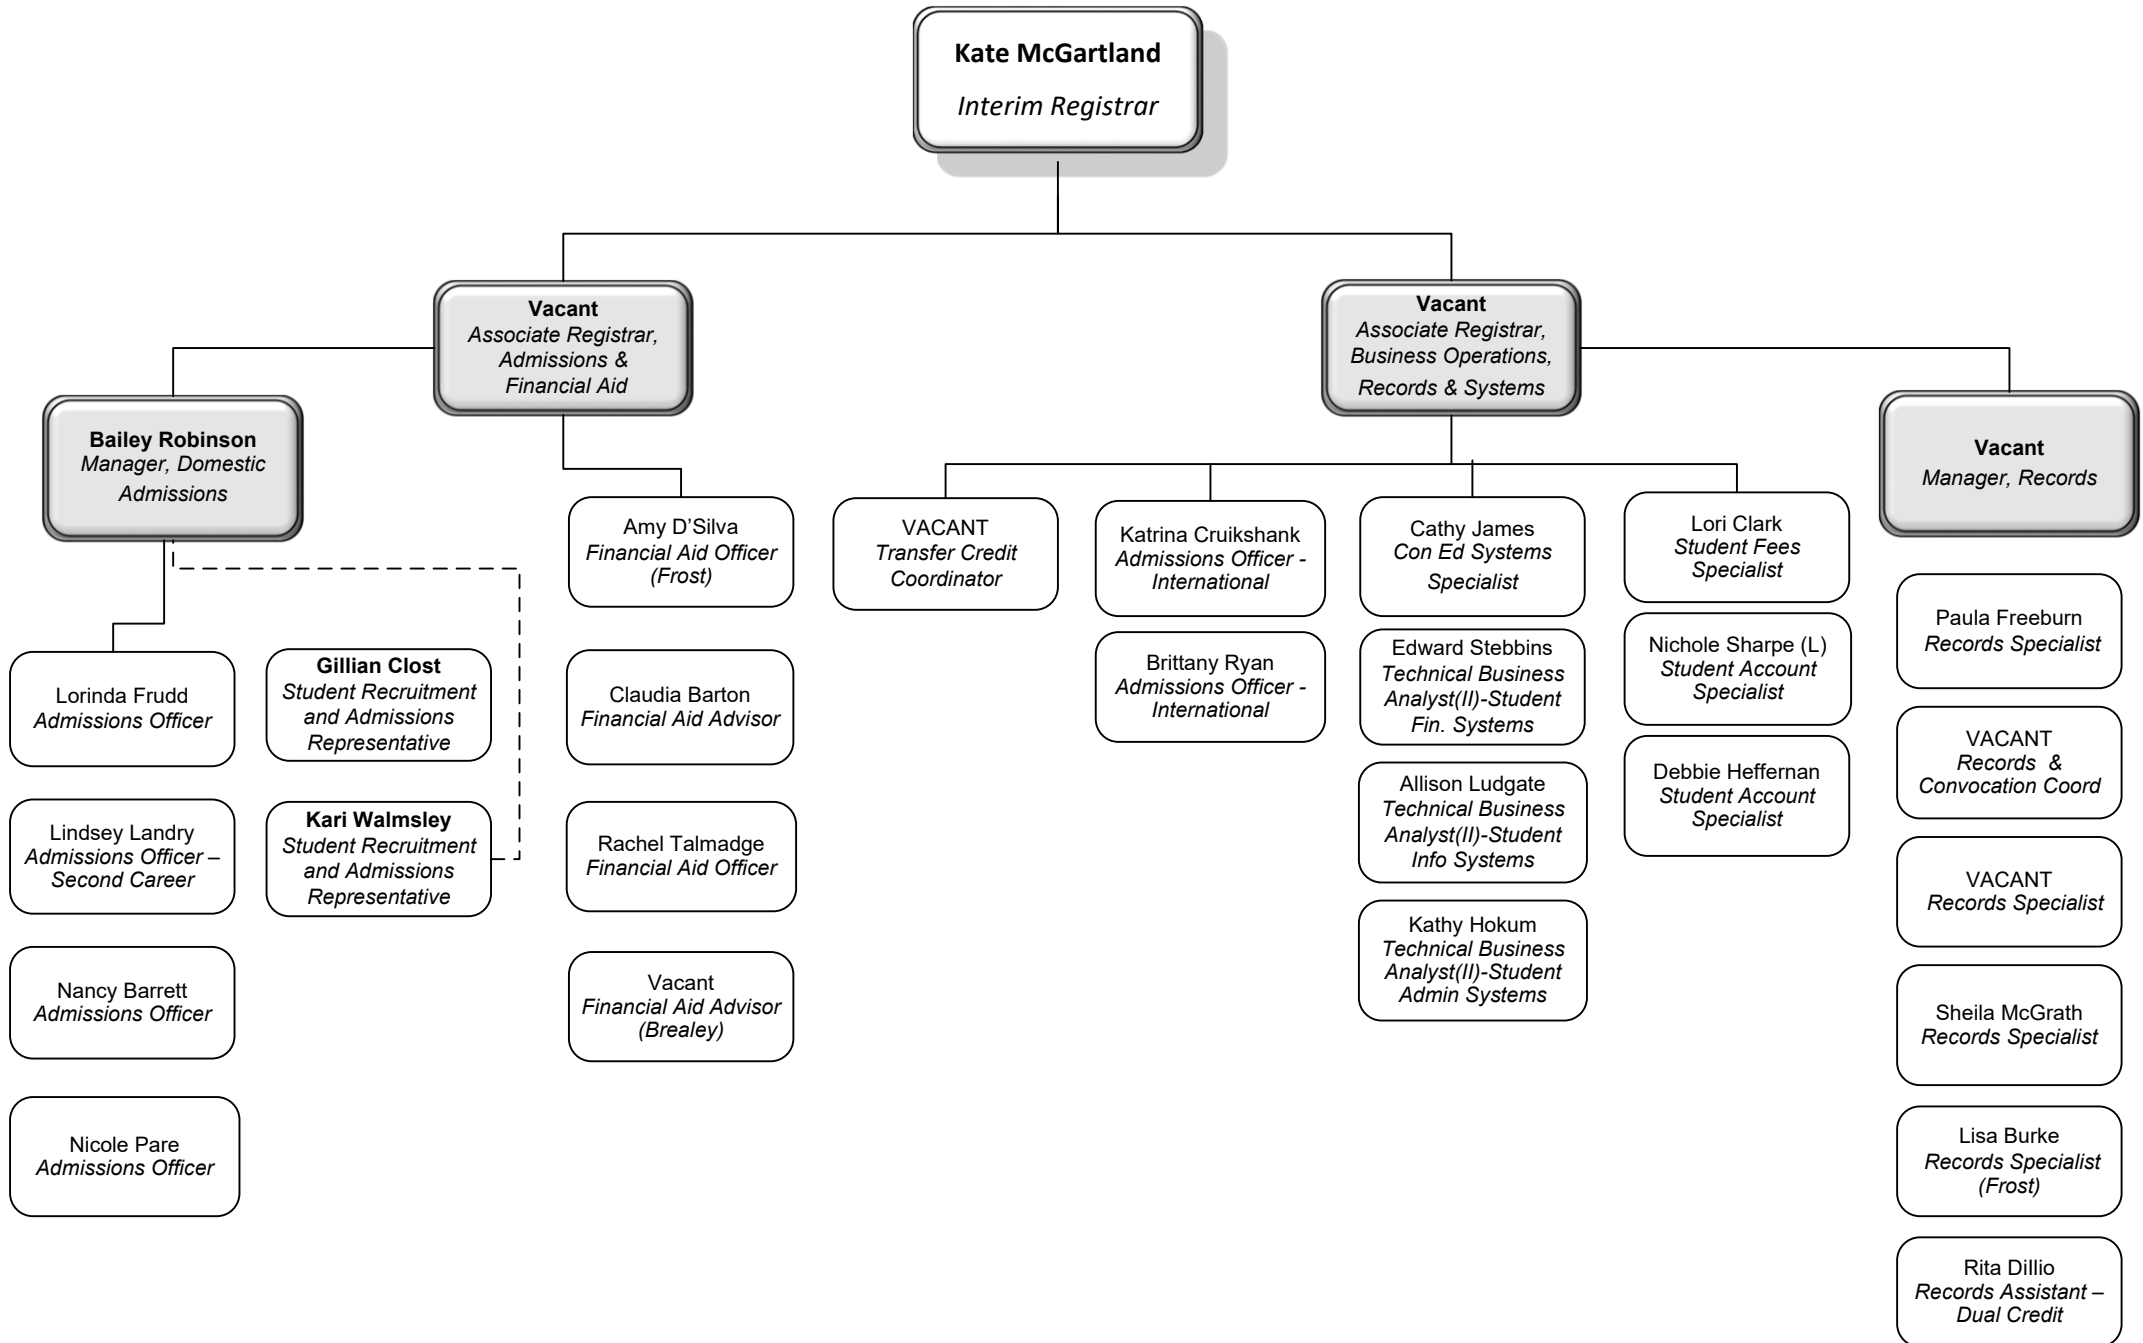 Kate McGartland
Interim Registrar
Vacant
Associate Registrar,
Admissions &
Financial Aid
Vacant
Associate Registrar,
Business Operations,
Records & Systems
Bailey Robinson
Manager, Domestic
Admissions
Vacant
Manager, Records
Lorinda Frudd
Admissions Officer
Lindsey Landry
Admissions Officer –
Second Career
Nancy Barrett
Admissions Officer
Nicole Pare
Admissions Officer
Gillian Clost
Student Recruitment
and Admissions
Representative
Kari Walmsley
Student Recruitment
and Admissions
Representative
Amy D’Silva
Financial Aid Officer
(Frost)
Claudia Barton
Financial Aid Advisor
Rachel Talmadge
Financial Aid Officer
Vacant
Financial Aid Advisor
(Brealey)
VACANT
Transfer Credit
Coordinator
Katrina Cruikshank
Admissions Officer -
International
Brittany Ryan
Admissions Officer -
International
Cathy James
Con Ed Systems
Specialist
Edward Stebbins
Technical Business
Analyst(II)-Student
Fin. Systems
Allison Ludgate
Technical Business
Analyst(II)-Student
Info Systems
Kathy Hokum
Technical Business
Analyst(II)-Student
Admin Systems
Lori Clark
Student Fees
Specialist
Nichole Sharpe (L)
Student Account
Specialist
Debbie Heffernan
Student Account
Specialist
Paula Freeburn
Records Specialist
VACANT
Records &
Convocation Coord
VACANT
Records Specialist
Sheila McGrath
Records Specialist
Lisa Burke
Records Specialist
(Frost)
Rita Dillio
Records Assistant –
Dual Credit